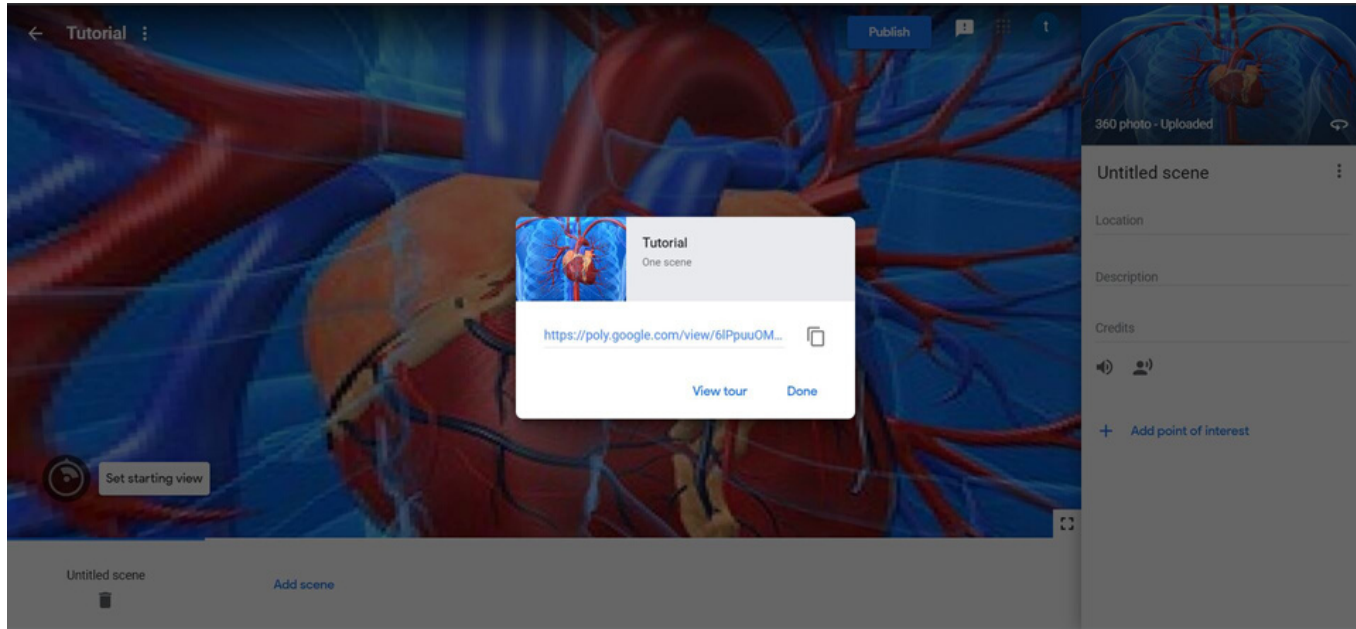 Tutorial
Publish
t
360 photo - Uploaded
Untitled scene
Location
Description
Credits
Add point of interest
Tutorial
One scene
https://poly.google.com/view/6lPpuuOM...
View tour
Done
Set starting view
Untitled scene
Add scene